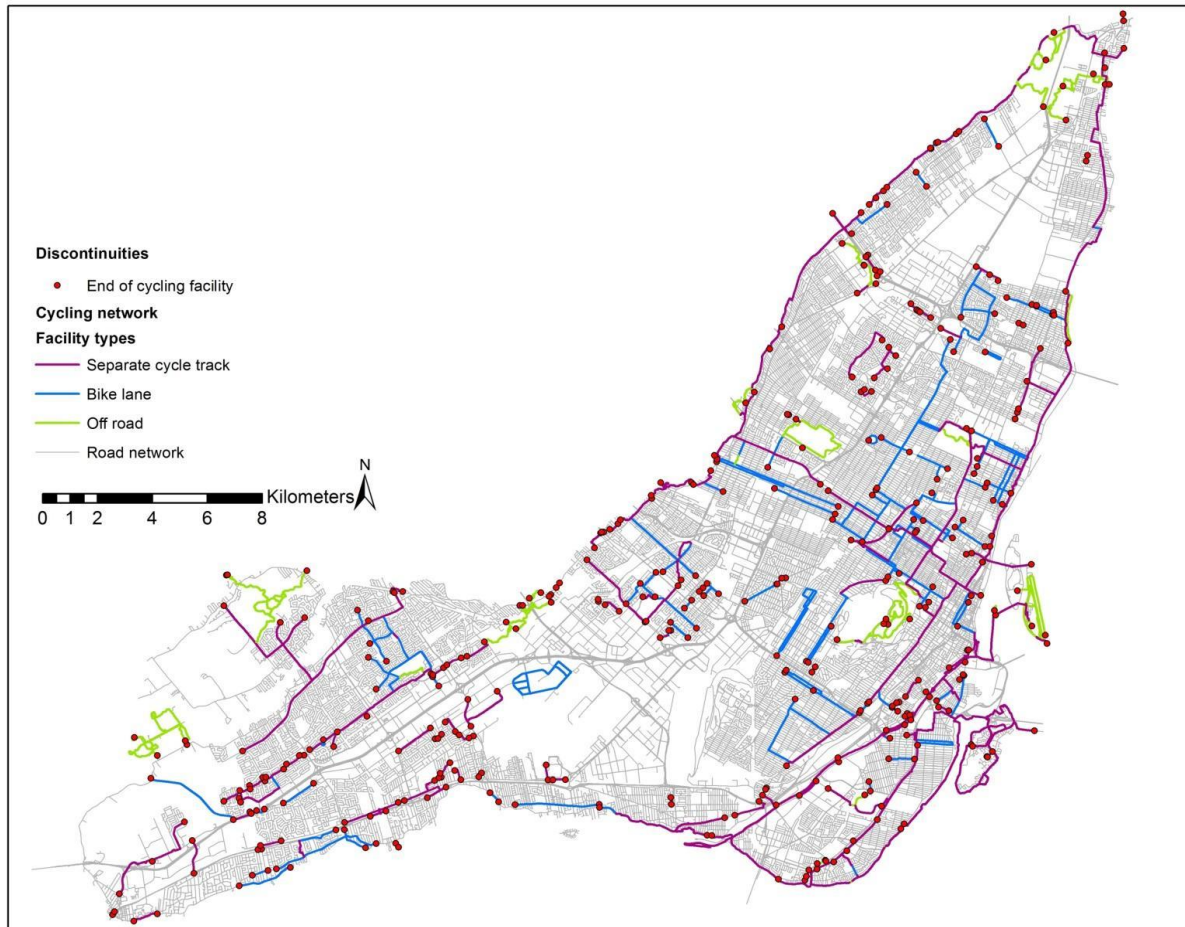 Discontinuities
End of cycling facility
Cycling network
Facility types
Separate cycle track
Bike lane
Off road
Road network
N
Kilometers
0 1 2 4 6 8